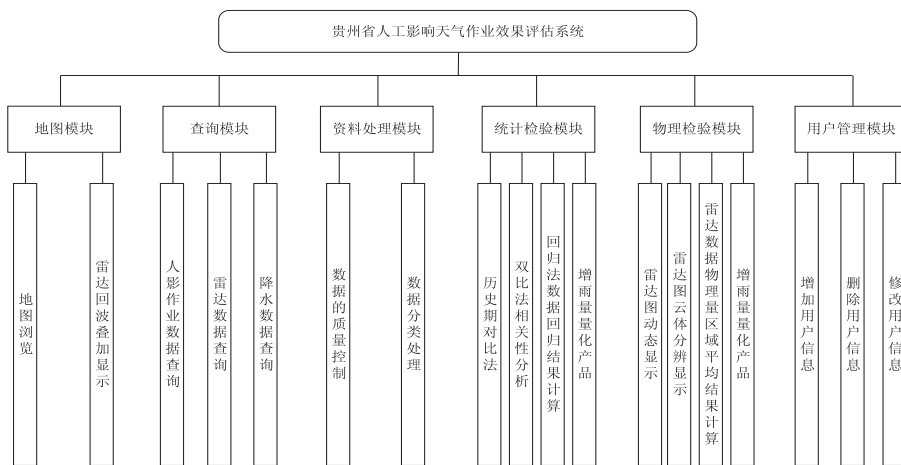 贵州省人工影响天气作业效果评估系统
地图模块
查询模块
资料处理模块
统计检验模块
物理检验模块
用户管理模块
地图浏览
雷达回波叠加显示
人影作业数据查询
雷达数据查询
降水数据查询
数据的质量控制
数据分类处理
历史期对比法
双比法相关性分析
回归法数据回归结果计算
增雨量量化产品
雷达图动态显示
雷达图云体分辨显示
雷达数据物理量区域平均结果计算
增雨量量化产品
增加用户信息
删除用户信息
修改用户信息